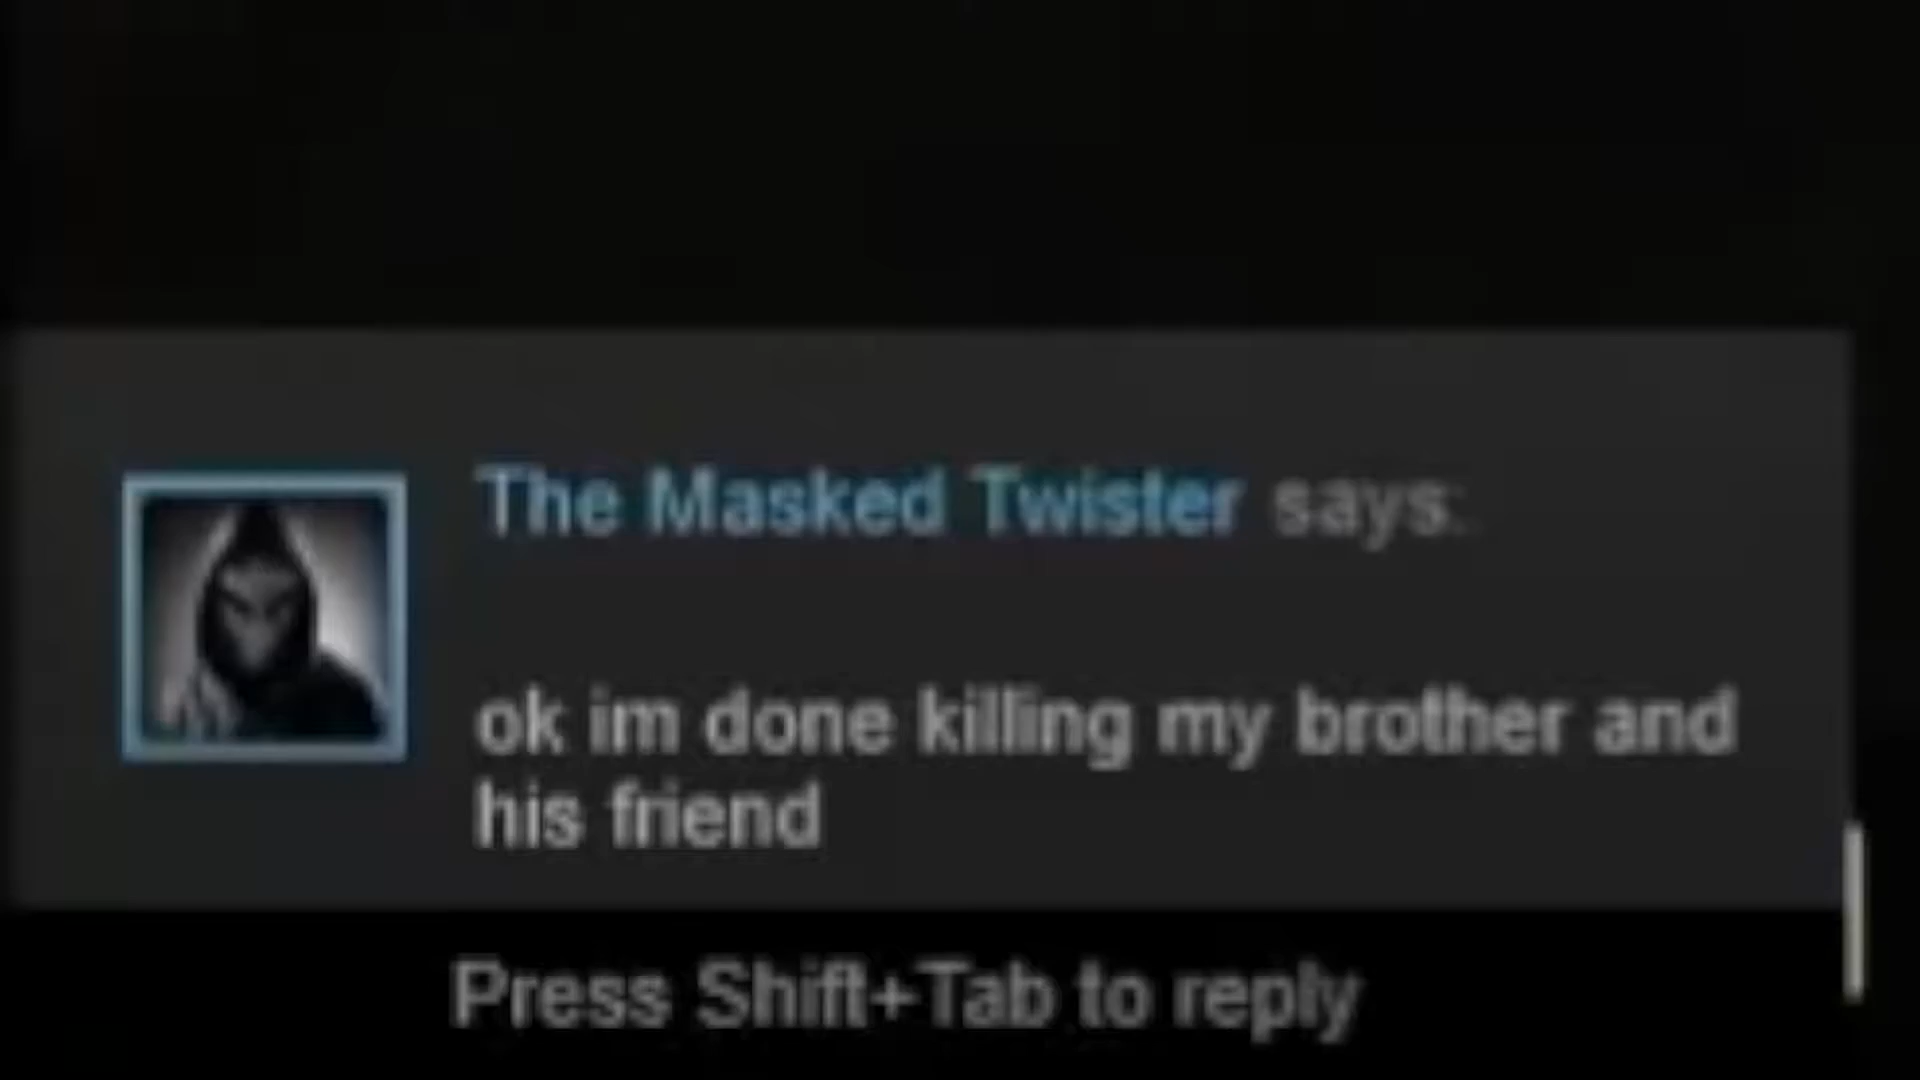 The Masked Twister says:
ok im done killing my brother and
his friend
Press Shift+Tab to reply